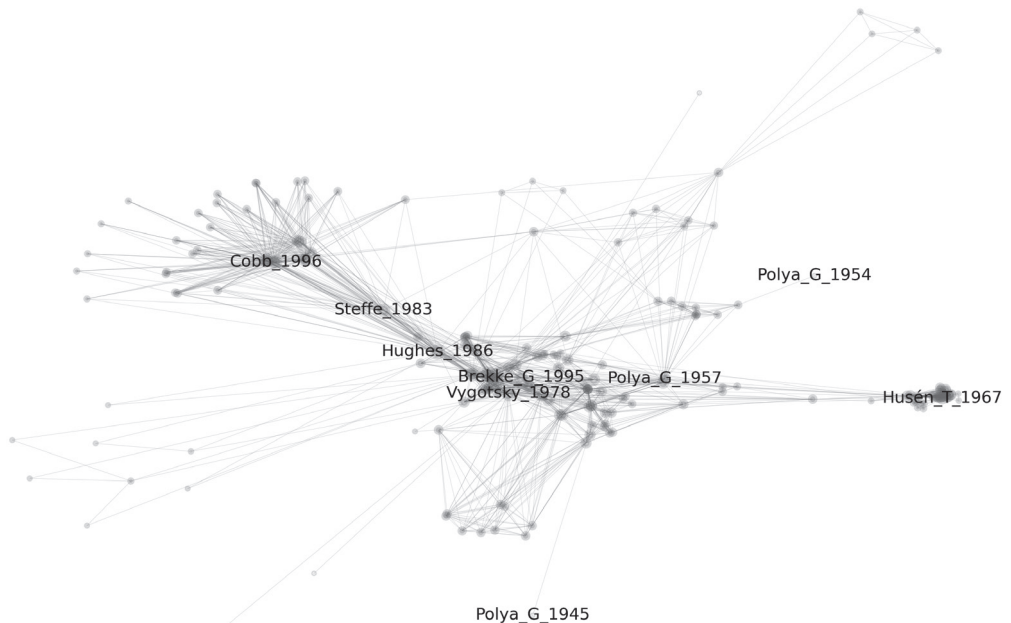 Cobb_1996
Polya_G_1954
Steffe_1983
Hughes_1986
Brekke_G_1995
Polya_G_1957
Vygotsky_1978
Husén_T_1967
Polya_G_1945